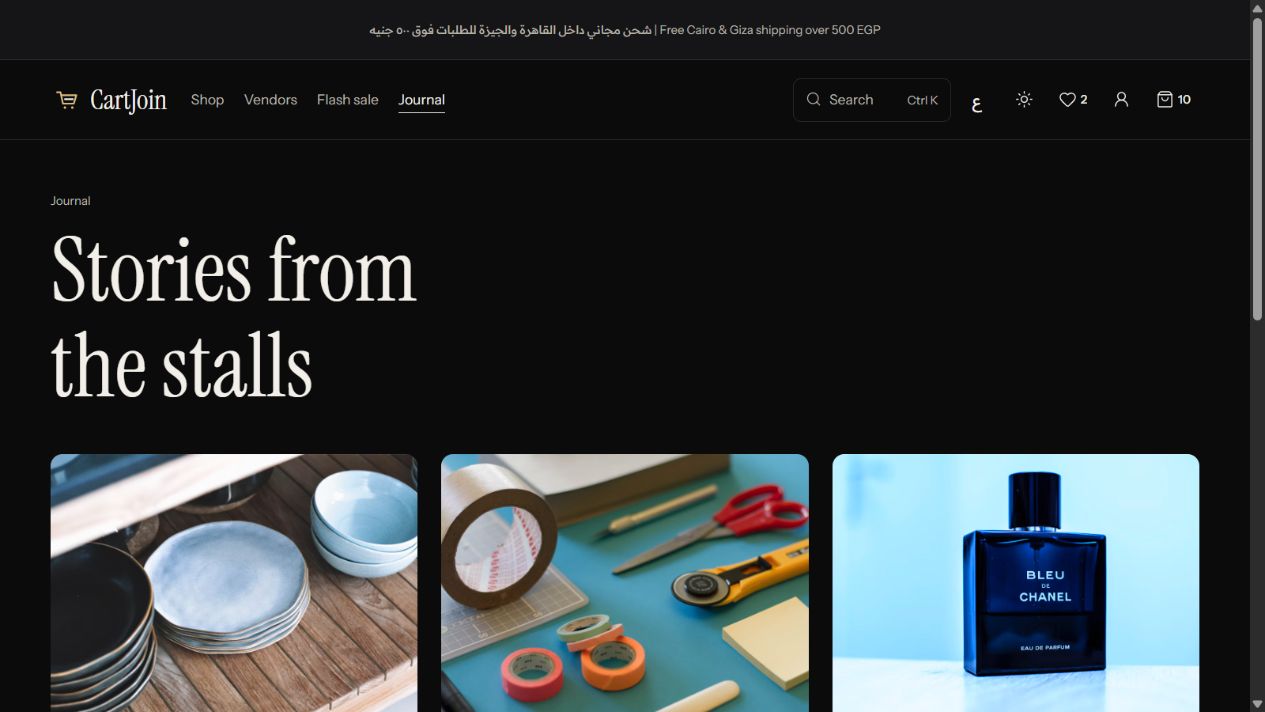 شحن مجاني داخل القاهرة والجيزة للطلبات فوق ٥٠٠ جنيه | Free Cairo & Giza shipping over 500 EGP
CartJoin Shop Vendors Flash sale Journal Search Ctrl K ع 2 10
Journal
Stories from
the stalls
BLEU
DE
CHANEL
EAU DE PARFUM